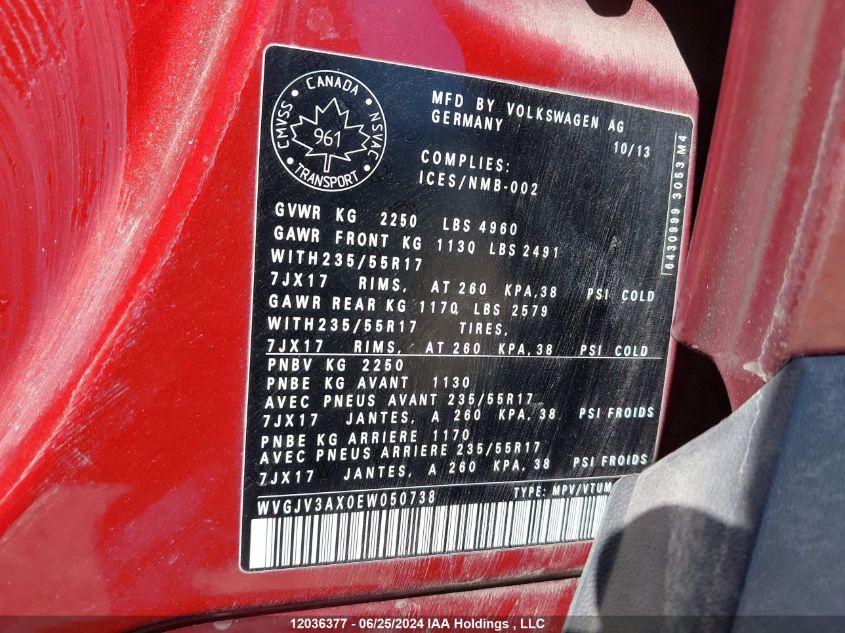 CANADA
CMVSS
NSVAC
961
TRANSPORT
MFD BY VOLKSWAGEN AG
GERMANY
10/13
COMPLIES:
ICES/NMB-002
6430999 3053 M4
GVWR KG 2250 LBS 4960
GAWR FRONT KG 1130 LBS 2491
WITH235/55R17
7JX17 RIMS, AT 260 KPA,38 PSI COLD
GAWR REAR KG 1170 LBS 2579
WITH235/55R17 TIRES,
7JX17 RIMS, AT 260 KPA,38 PSI COLD
PNBV KG 2250
PNBE KG AVANT 1130
AVEC PNEUS AVANT 235/55R17
7JX17 JANTES, A 260 KPA,38 PSI FROIDS
PNBE KG ARRIERE 1170
AVEC PNEUS ARRIERE 235/55R17
7JX17 JANTES, A 260 KPA,38 PSI FROIDS
WVGJV3AX0EW050738 TYPE: MPV/VTUM
12036377 - 06/25/2024 IAA Holdings , LLC